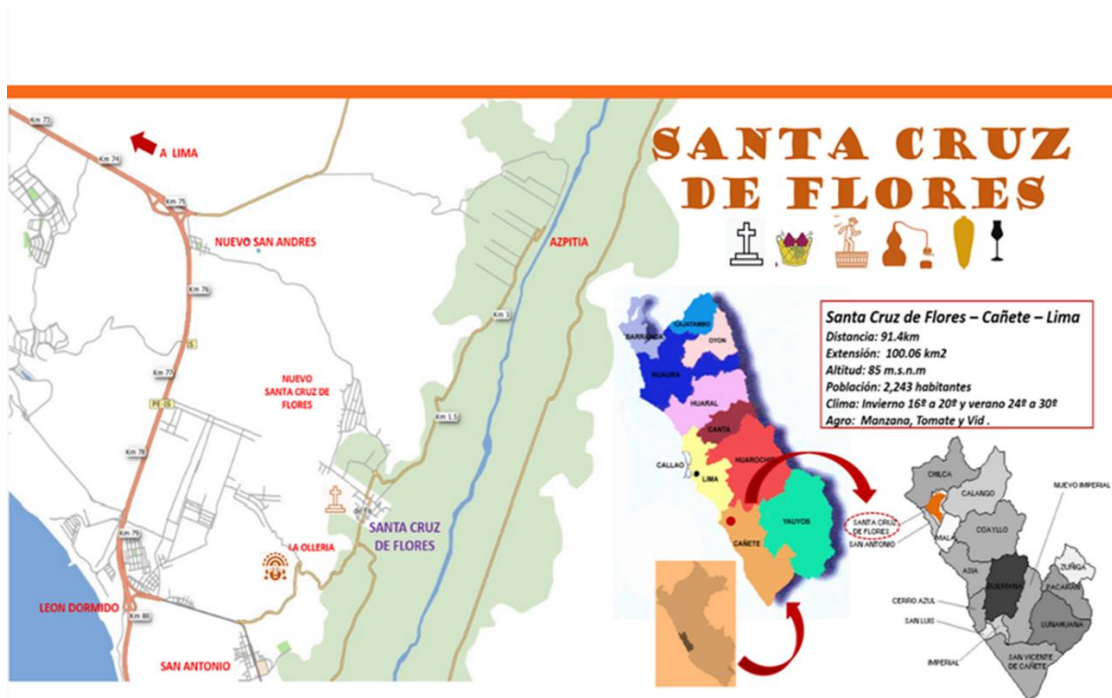 SANTA CRUZ
DE FLORES
Km 73
A LIMA
Km 74
Km 75
NUEVO SAN ANDRES
AZPITIA
Km 76
Km 3
S
Km 77
NUEVO
SANTA CRUZ DE
FLORES
PE-1S
Km 1.5
Km 78
SANTA CRUZ
DE FLORES
Km 79
LA OLLERIA
LEON DORMIDO
Km 80
SAN ANTONIO
CAJATAMBO
BARRANCA
OYON
HUAURA
HUARAL
CANTA
HUAROCHIRI
CALLAO
LIMA
YAUYOS
CAÑETE
Santa Cruz de Flores – Cañete – Lima
Distancia: 91.4km
Extensión: 100.06 km2
Altitud: 85 m.s.n.m
Población: 2,243 habitantes
Clima: Invierno 16º a 20º y verano 24º a 30º
Agro: Manzana, Tomate y Vid .
CHILCA
CALANGO
NUEVO IMPERIAL
SANTA CRUZ
DE FLORES
SAN ANTONIO
MALA
COAYLLO
ASIA
QUILMANA
ZUÑIGA
PACARAN
CERRO AZUL
SAN LUIS
LUNAHUANA
IMPERIAL
SAN VICENTE
DE CAÑETE